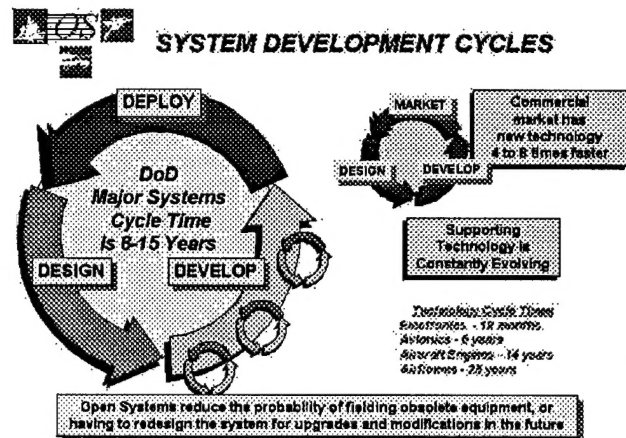 OS
SYSTEM DEVELOPMENT CYCLES
DEPLOY
DoD
Major Systems
Cycle Time
Is 8-15 Years
DESIGN
DEVELOP
MARKET
DESIGN
DEVELOP
Commercial
market has
new technology
4 to 8 times faster
Supporting
Technology is
Constantly Evolving
Technology Cycle Times
Electronics - 18 months
Avionics - 6 years
Aircraft Engines - 14 years
Airframes - 25 years
Open Systems reduce the probability of fielding obsolete equipment, or
having to redesign the system for upgrades and modifications in the future